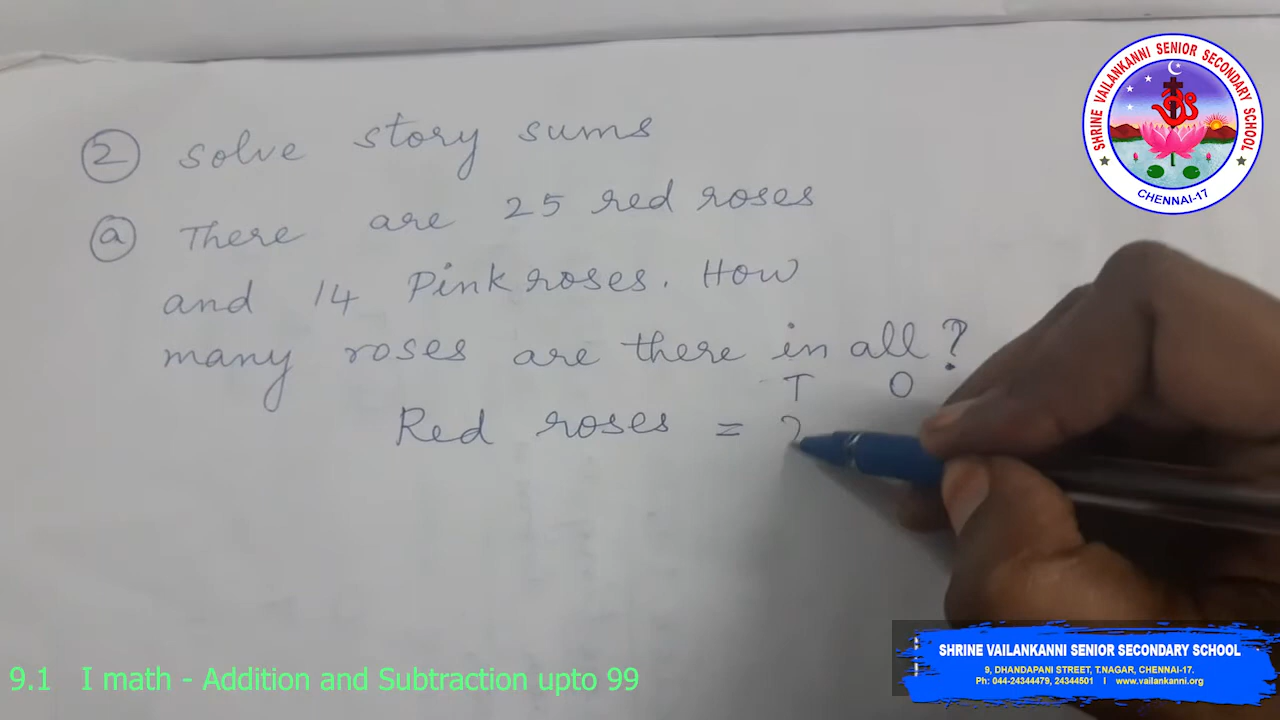 2 Solve story sums
a There are 25 red roses
and 14 Pink roses. How
many roses are there in all?
T O
Red roses = 2
SHRINE VAILANKANNI SENIOR SECONDARY SCHOOL
CHENNAI-17
9.1 I math - Addition and Subtraction upto 99
SHRINE VAILANKANNI SENIOR SECONDARY SCHOOL
9, DHANDAPANI STREET, T.NAGAR, CHENNAI-17.
Ph: 044-24344479, 24344501 I www.vailankanni.org